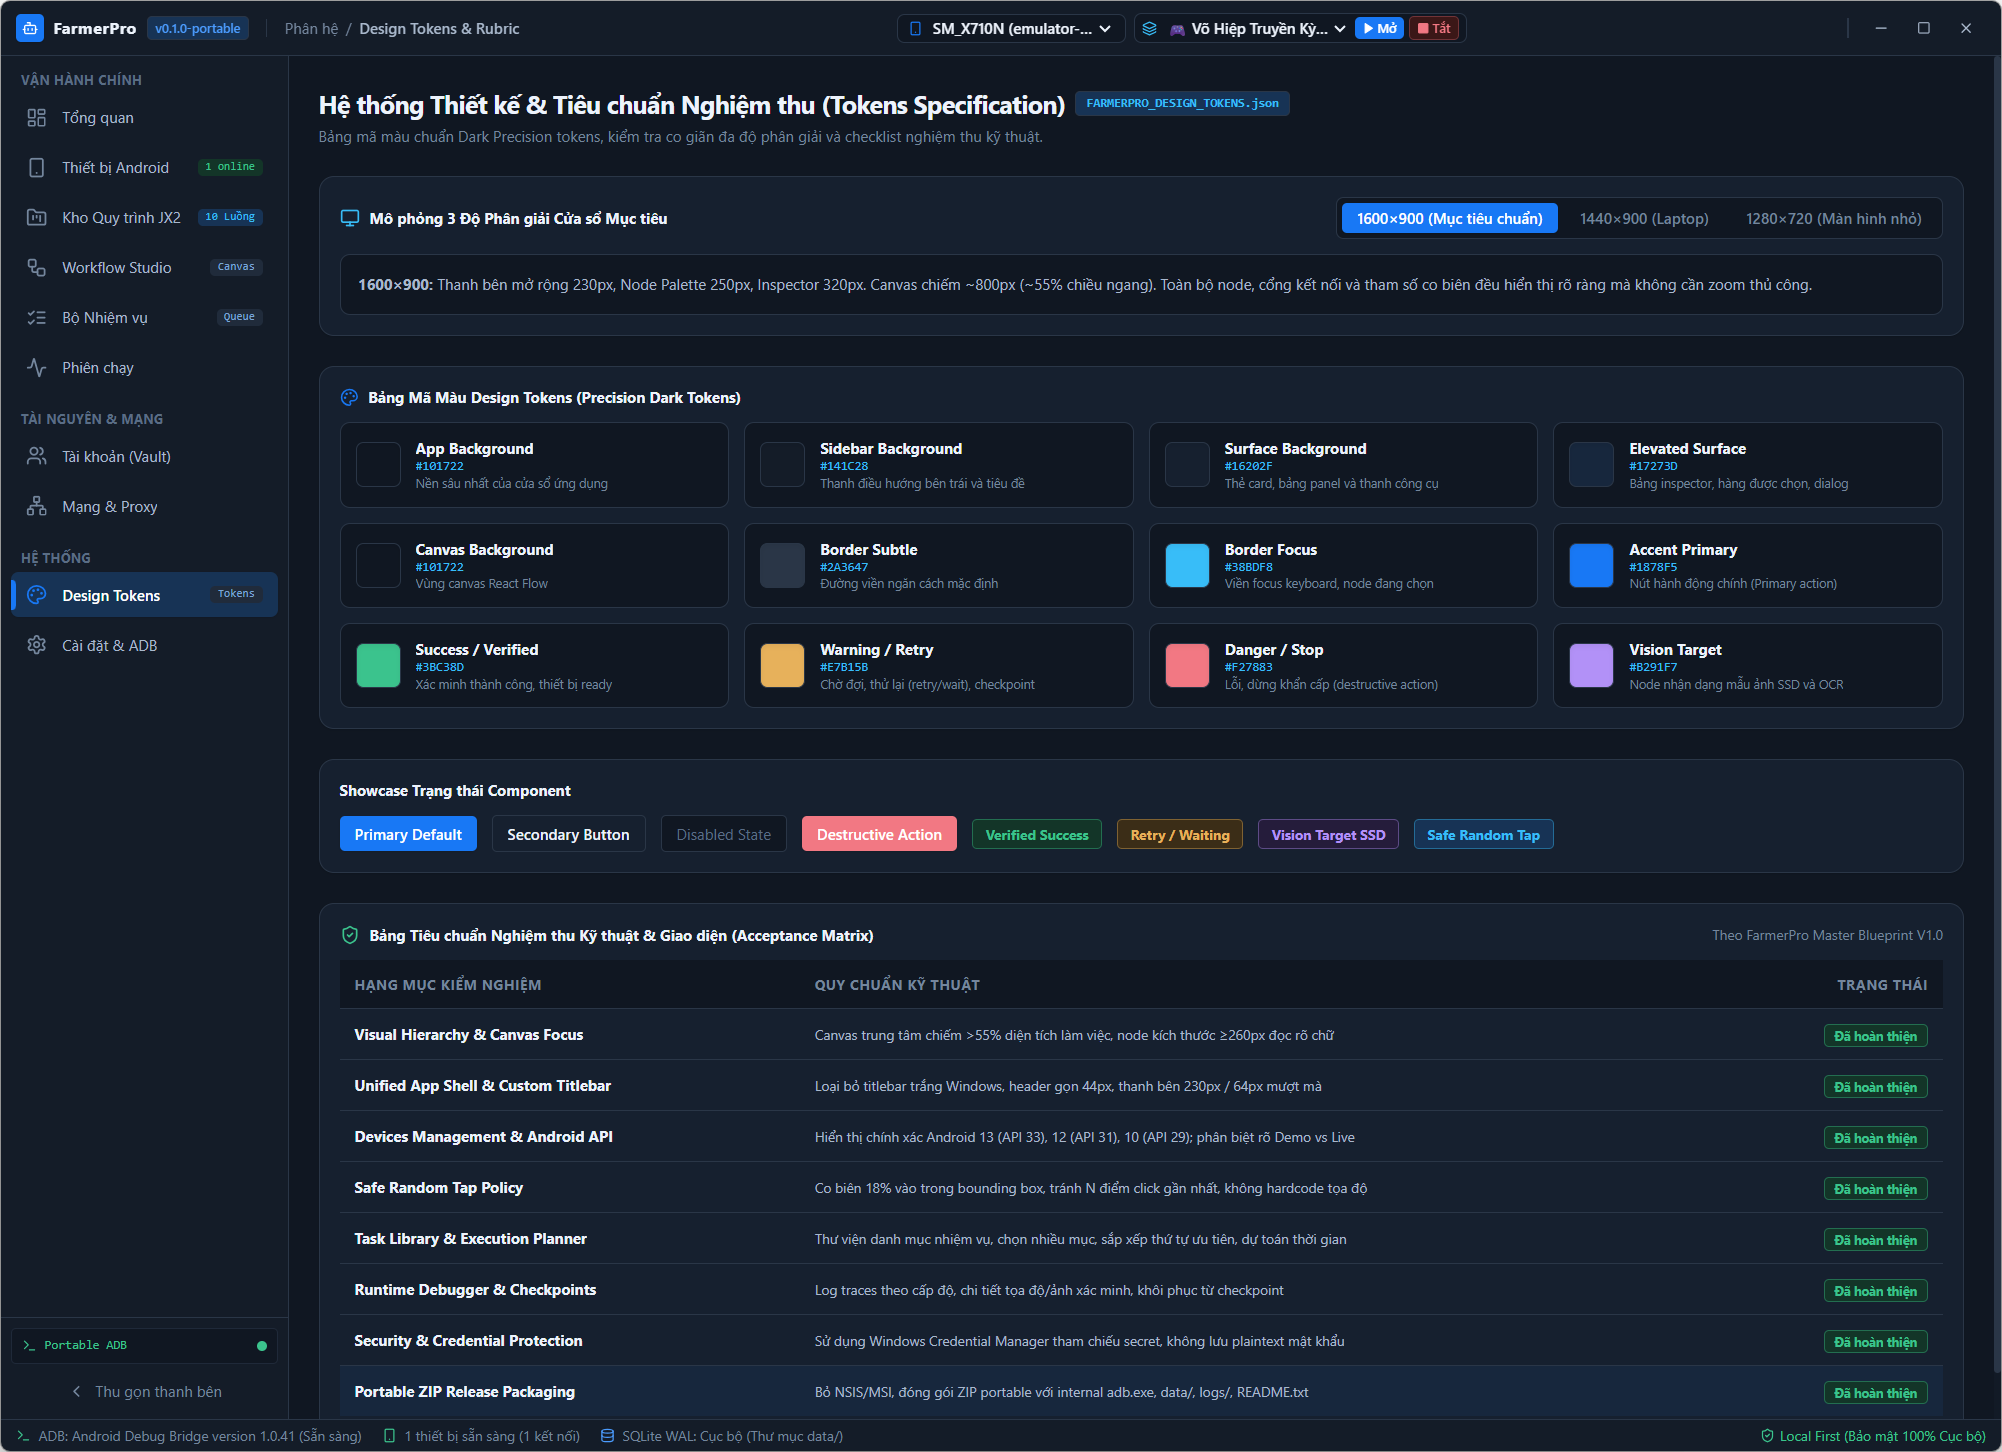 FarmerPro
v0.1.0-portable
Phân hệ / Design Tokens & Rubric
SM_X710N (emulator-...
Võ Hiệp Truyền Kỳ...
Mở
Tắt
VẬN HÀNH CHÍNH
Tổng quan
Thiết bị Android
1 online
Kho Quy trình JX2
10 Luồng
Workflow Studio
Canvas
Bộ Nhiệm vụ
Queue
Phiên chạy
TÀI NGUYÊN & MẠNG
Tài khoản (Vault)
Mạng & Proxy
HỆ THỐNG
Design Tokens
Tokens
Cài đặt & ADB
Portable ADB
Thu gọn thanh bên
Hệ thống Thiết kế & Tiêu chuẩn Nghiệm thu (Tokens Specification)
FARMERPRO_DESIGN_TOKENS.json
Bảng mã màu chuẩn Dark Precision tokens, kiểm tra co giãn đa độ phân giải và checklist nghiệm thu kỹ thuật.
Mô phỏng 3 Độ Phân giải Cửa sổ Mục tiêu
1600×900 (Mục tiêu chuẩn)
1440×900 (Laptop)
1280×720 (Màn hình nhỏ)
1600×900: Thanh bên mở rộng 230px, Node Palette 250px, Inspector 320px. Canvas chiếm ~800px (~55% chiều ngang). Toàn bộ node, cổng kết nối và tham số co biên đều hiển thị rõ ràng mà không cần zoom thủ công.
Bảng Mã Màu Design Tokens (Precision Dark Tokens)
App Background
#101722
Nền sâu nhất của cửa sổ ứng dụng
Sidebar Background
#141C28
Thanh điều hướng bên trái và tiêu đề
Surface Background
#16202F
Thẻ card, bảng panel và thanh công cụ
Elevated Surface
#17273D
Bảng inspector, hàng được chọn, dialog
Canvas Background
#101722
Vùng canvas React Flow
Border Subtle
#2A3647
Đường viền ngăn cách mặc định
Border Focus
#38BDF8
Viền focus keyboard, node đang chọn
Accent Primary
#1878F5
Nút hành động chính (Primary action)
Success / Verified
#3BC38D
Xác minh thành công, thiết bị ready
Warning / Retry
#E7B15B
Chờ đợi, thử lại (retry/wait), checkpoint
Danger / Stop
#F27883
Lỗi, dừng khẩn cấp (destructive action)
Vision Target
#B291F7
Node nhận dạng mẫu ảnh SSD và OCR
Showcase Trạng thái Component
Primary Default
Secondary Button
Disabled State
Destructive Action
Verified Success
Retry / Waiting
Vision Target SSD
Safe Random Tap
Bảng Tiêu chuẩn Nghiệm thu Kỹ thuật & Giao diện (Acceptance Matrix)
Theo FarmerPro Master Blueprint V1.0
HẠNG MỤC KIỂM NGHIỆM
QUY CHUẨN KỸ THUẬT
TRẠNG THÁI
Visual Hierarchy & Canvas Focus
Canvas trung tâm chiếm >55% diện tích làm việc, node kích thước ≥260px đọc rõ chữ
Đã hoàn thiện
Unified App Shell & Custom Titlebar
Loại bỏ titlebar trắng Windows, header gọn 44px, thanh bên 230px / 64px mượt mà
Đã hoàn thiện
Devices Management & Android API
Hiển thị chính xác Android 13 (API 33), 12 (API 31), 10 (API 29); phân biệt rõ Demo vs Live
Đã hoàn thiện
Safe Random Tap Policy
Co biên 18% vào trong bounding box, tránh N điểm click gần nhất, không hardcode tọa độ
Đã hoàn thiện
Task Library & Execution Planner
Thư viện danh mục nhiệm vụ, chọn nhiều mục, sắp xếp thứ tự ưu tiên, dự toán thời gian
Đã hoàn thiện
Runtime Debugger & Checkpoints
Log traces theo cấp độ, chi tiết tọa độ/ảnh xác minh, khôi phục từ checkpoint
Đã hoàn thiện
Security & Credential Protection
Sử dụng Windows Credential Manager tham chiếu secret, không lưu plaintext mật khẩu
Đã hoàn thiện
Portable ZIP Release Packaging
Bỏ NSIS/MSI, đóng gói ZIP portable với internal adb.exe, data/, logs/, README.txt
Đã hoàn thiện
ADB: Android Debug Bridge version 1.0.41 (Sẵn sàng)
1 thiết bị sẵn sàng (1 kết nối)
SQLite WAL: Cục bộ (Thư mục data/)
Local First (Bảo mật 100% Cục bộ)